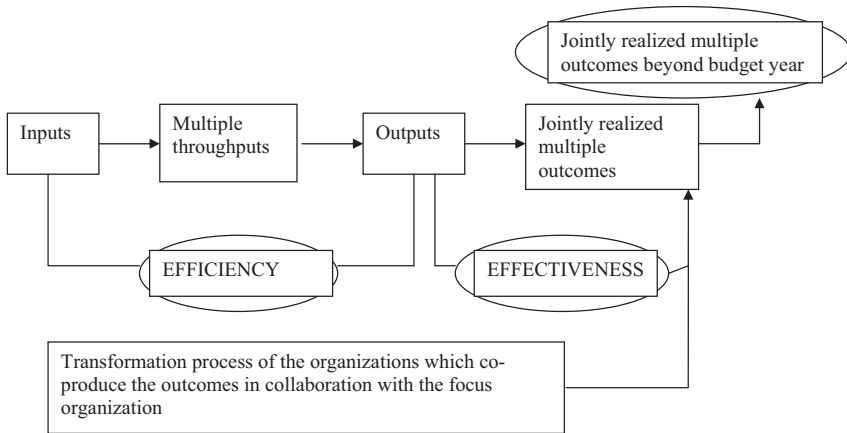 Jointly realized multiple
outcomes beyond budget year
Inputs
Multiple
throughputs
Outputs
Jointly realized
multiple
outcomes
EFFICIENCY
EFFECTIVENESS
Transformation process of the organizations which co-
produce the outcomes in collaboration with the focus
organization